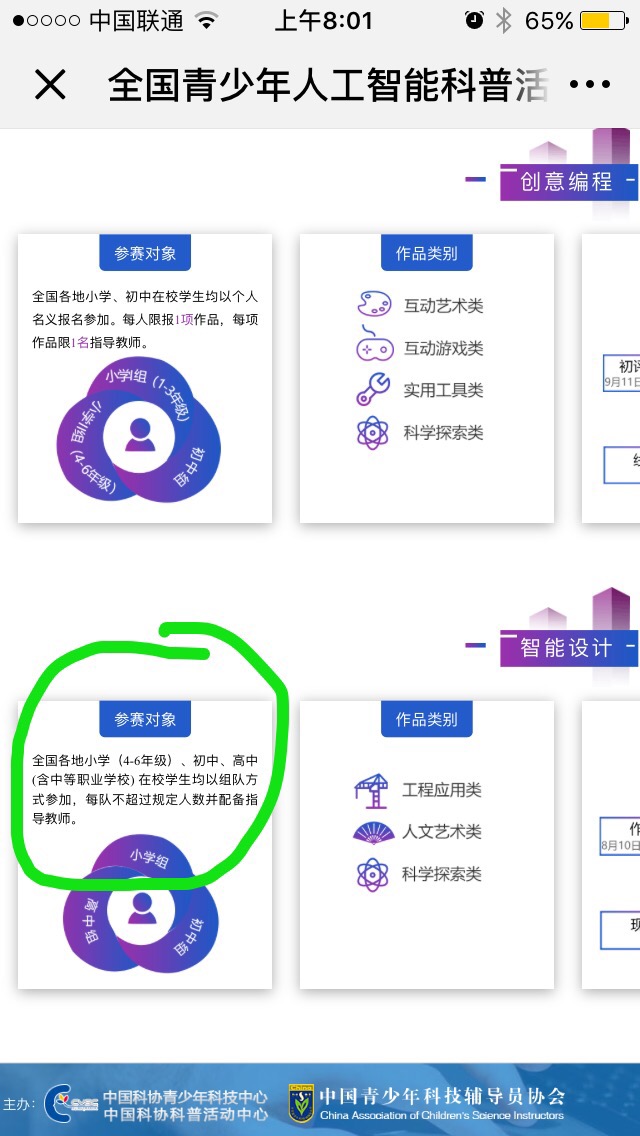 中国联通
上午8:01
65%
全国青少年人工智能科普活
创意编程
参赛对象
全国各地小学、初中在校学生均以个人
名义报名参加。每人限报1项作品，每项
作品限1名指导教师。
小学I组（1-3年级）
小学II组（4-6年级）
初中组
作品类别
互动艺术类
互动游戏类
实用工具类
科学探索类
初评
9月11日
智能设计
参赛对象
全国各地小学（4-6年级）、初中、高中
(含中等职业学校) 在校学生均以组队方
式参加，每队不超过规定人数并配备指
导教师。
小学组
高中组
初中组
作品类别
工程应用类
人文艺术类
科学探索类
作
8月10日
现
主办：
中国科协青少年科技中心
中国科协科普活动中心
中国青少年科技辅导员协会
China Association of Children's Science Instructors